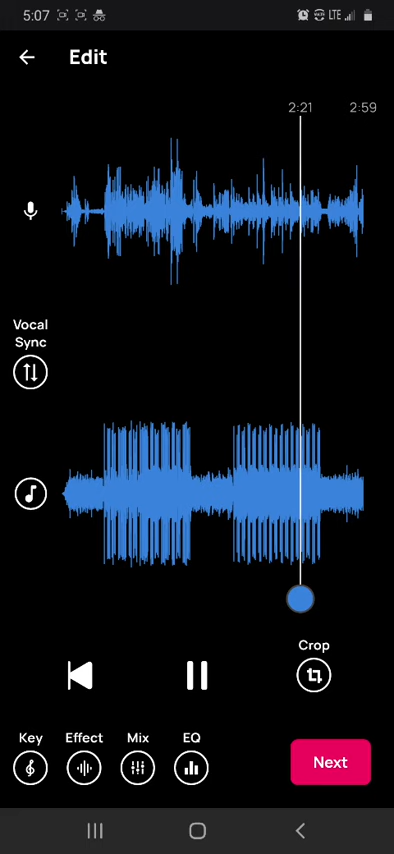 5:07
LTE
Edit
2:21
2:59
Vocal
Sync
Crop
Key
Effect
Mix
EQ
Next